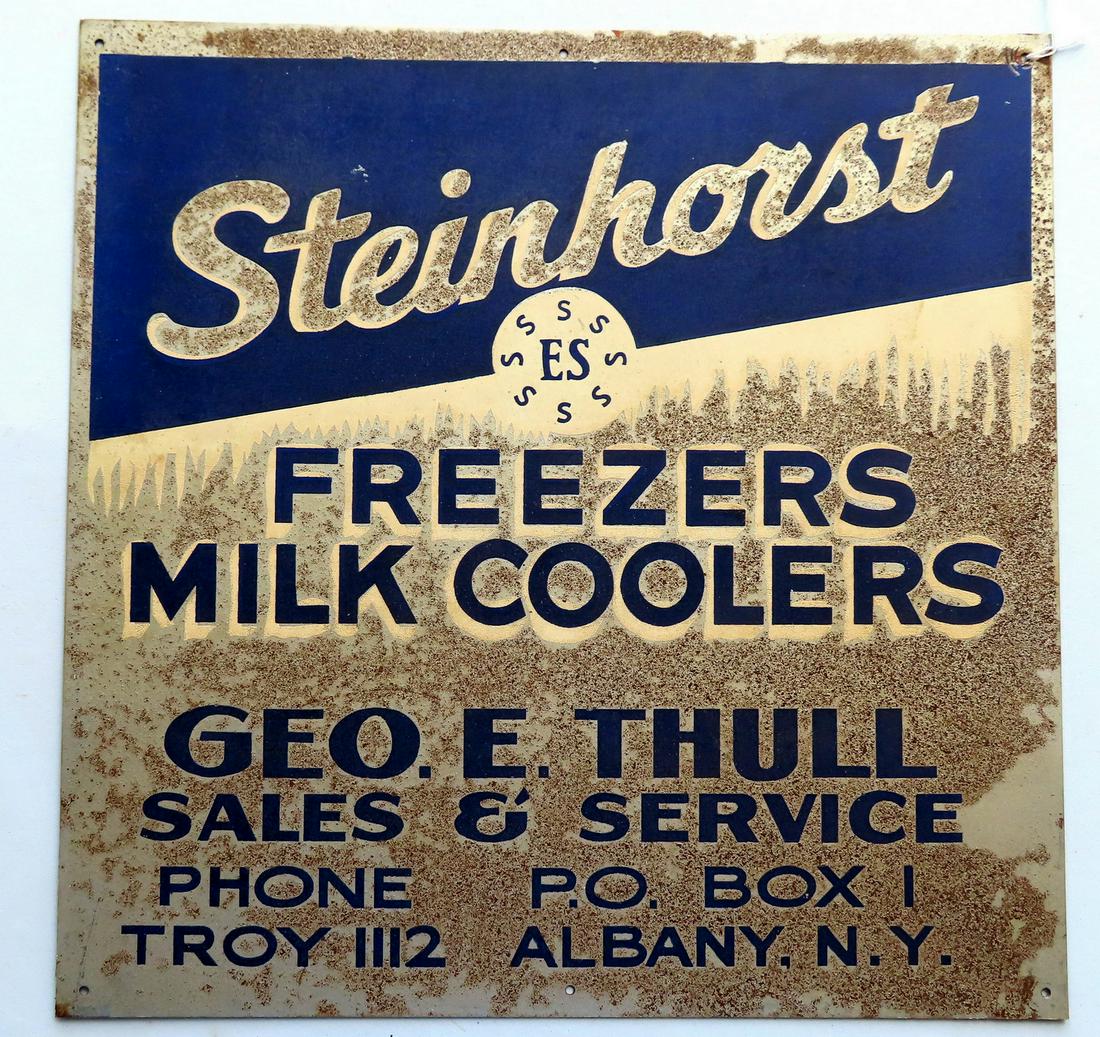 Steinhorst
S S S S S S S S
ES
FREEZERS
MILK COOLERS
GEO. E. THULL
SALES & SERVICE
PHONE P.O. BOX 1
TROY 1112 ALBANY, N.Y.